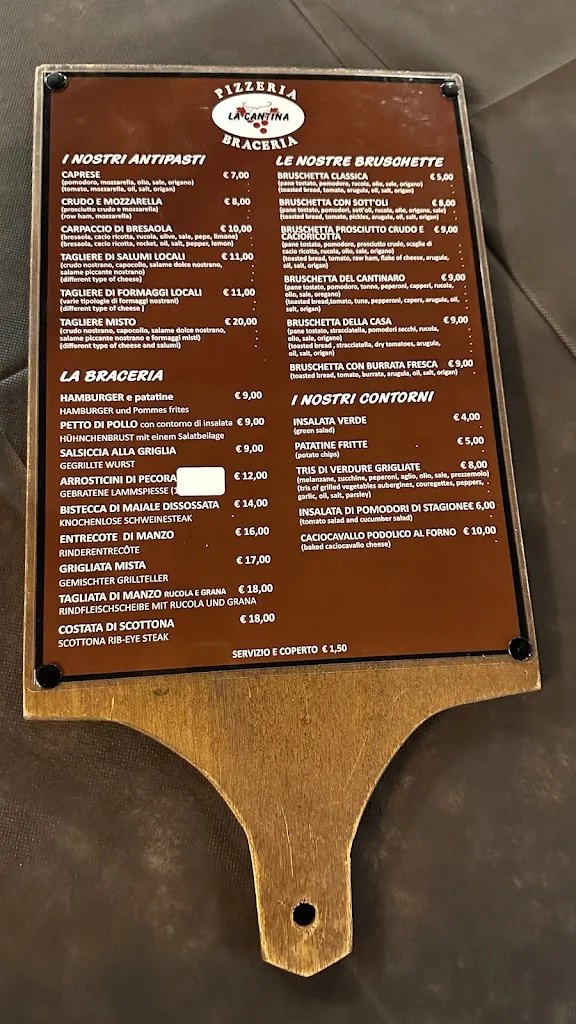 PIZZERIA
LA CANTINA
BRACERIA
I NOSTRI ANTIPASTI
CAPRESE € 7,00
(pomodoro, mozzarella, olio, sale, origano)
(tomato, mozzarella, oil, salt, origan)
CRUDO E MOZZARELLA € 8,00
(prosciutto crudo e mozzarella)
(row ham, mozzarella)
CARPACCIO DI BRESAOLA € 10,00
(bresaola, cacio ricotta, rucola, olive, sale, pepe, limone)
(bresaola, cacio ricotta, rocket, oil, salt, pepper, lemon)
TAGLIERE DI SALUMI LOCALI € 11,00
(crudo nostrano, capocollo, salame dolce nostrano,
salame piccante nostrano)
(different type of cheese)
TAGLIERE DI FORMAGGI LOCALI € 11,00
(varie tipologie di formaggi nostrani)
(different type of cheese )
TAGLIERE MISTO € 20,00
(crudo nostrano, capocollo, salame dolce nostrano,
salame piccante nostrano e formaggi misti)
(different type of cheese and salumi)
LA BRACERIA
HAMBURGER e patatine € 9,00
HAMBURGER und Pommes frites
PETTO DI POLLO con contorno di insalata € 9,00
HÜHNCHENBRUST mit einem Salatbeilage
SALSICCIA ALLA GRIGLIA € 9,00
GEGRILLTE WURST
ARROSTICINI DI PECORA € 12,00
GEBRATENE LAMMSPIESSE (1
BISTECCA DI MAIALE DISSOSSATA € 14,00
KNOCHENLOSE SCHWEINESTEAK
ENTRECOTE DI MANZO € 16,00
RINDERENTRECÔTE
GRIGLIATA MISTA € 17,00
GEMISCHTER GRILLTELLER
TAGLIATA DI MANZO RUCOLA E GRANA € 18,00
RINDFLEISCHSCHEIBE MIT RUCOLA UND GRANA
COSTATA DI SCOTTONA € 18,00
SCOTTONA RIB-EYE STEAK
LE NOSTRE BRUSCHETTE
BRUSCHETTA CLASSICA € 5,00
(pane tostato, pomodoro, rucola, olio, sale, origano)
(toasted bread, tomato, arugula, oil, salt, origan)
BRUSCHETTA CON SOTT'OLI € 8,00
(pane tostato, pomodori, sott'oli, rucola, olio, origano, sale)
(toasted bread, tomato, pickles, arugula, oil, salt, origan)
BRUSCHETTA PROSCIUTTO CRUDO E € 9,00
CACIORICOTTA
(pane tostato, pomodoro, prosciutto crudo, scaglie di
cacio ricotta, rucola, olio, sale, origano)
(toasted bread, tomato, raw ham, flake of cheese, arugula,
oil, salt, origan)
BRUSCHETTA DEL CANTINARO € 9,00
(pane tostato, pomodoro, tonno, peperoni, capperi, rucola,
olio, sale, oregano)
(toasted bread,tomato, tuna, pepperoni, capers, arugula, oil,
salt, origan)
BRUSCHETTA DELLA CASA € 9,00
(pane tostato, stracciatella, pomodori secchi, rucola,
olio, sale, origano)
(toasted bread , stracciatella, dry tomatoes, arugula,
oil, salt, origan)
BRUSCHETTA CON BURRATA FRESCA € 9,00
(toasted bread, tomato, burrata, arugula, oil, salt, origan)
I NOSTRI CONTORNI
INSALATA VERDE € 4,00
(green salad)
PATATINE FRITTE € 5,00
(potato chips)
TRIS DI VERDURE GRIGLIATE € 8,00
(melanzane, zucchine, peperoni, aglio, olio, sale, prezzemolo)
(tris of grilled vegetables aubergines, couregettes, peppers,
garlic, oil, salt, parsley)
INSALATA DI POMODORI DI STAGIONE€ 6,00
(tomato salad and cucumber salad)
CACIOCAVALLO PODOLICO AL FORNO € 10,00
(baked caciocavallo cheese)
SERVIZIO E COPERTO € 1,50